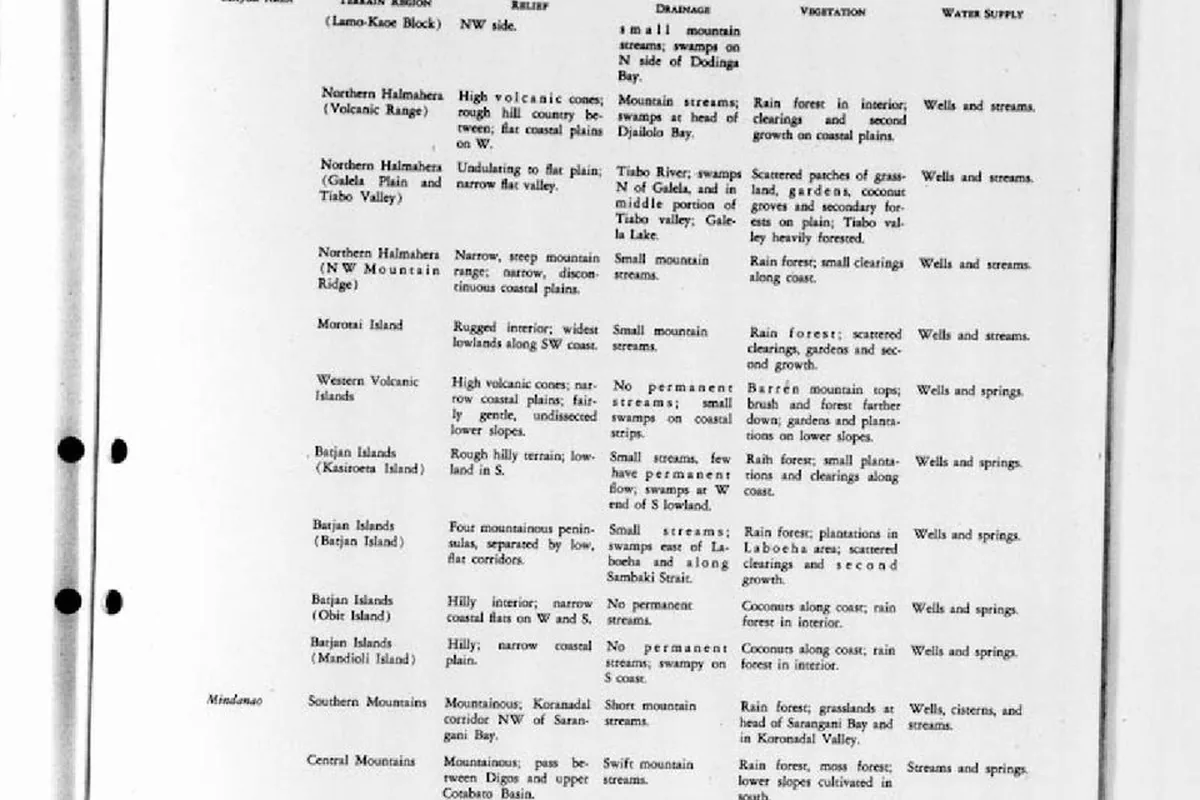 TERRAIN REGION
RELIEF
DRAINAGE
VEGETATION
WATER SUPPLY
(Lamo-Kaoe Block)
NW side.
small mountain
streams; swamps on
N side of Dodinga
Bay.
Northern Halmahera
(Volcanic Range)
High volcanic cones;
rough hill country be-
tween; flat coastal plains
on W.
Mountain streams;
swamps at head of
Djailolo Bay.
Rain forest in interior;
clearings and second
growth on coastal plains.
Wells and streams.
Northern Halmahera
(Galela Plain and
Tiabo Valley)
Undulating to flat plain;
narrow flat valley.
Tiabo River; swamps
N of Galela, and in
middle portion of
Tiabo valley; Gale-
la Lake.
Scattered patches of grass-
land, gardens, coconut
groves and secondary for-
ests on plain; Tiabo val-
ley heavily forested.
Wells and streams.
Northern Halmahera
(NW Mountain
Ridge)
Narrow, steep mountain
range; narrow, discon-
tinuous coastal plains.
Small mountain
streams.
Rain forest; small clearings
along coast.
Wells and streams.
Morotai Island
Rugged interior; widest
lowlands along SW coast.
Small mountain
streams.
Rain forest; scattered
clearings, gardens and sec-
ond growth.
Wells and streams.
Western Volcanic
Islands
High volcanic cones; nar-
row coastal plains; fair-
ly gentle, undissected
lower slopes.
No permanent
streams; small
swamps on coastal
strips.
Barren mountain tops;
brush and forest farther
down; gardens and planta-
tions on lower slopes.
Wells and springs.
Batjan Islands
(Kasiroeta Island)
Rough hilly terrain; low-
land in S.
Small streams, few
have permanent
flow; swamps at W
end of S lowland.
Rain forest; small planta-
tions and clearings along
coast.
Wells and springs.
Batjan Islands
(Batjan Island)
Four mountainous penin-
sulas, separated by low,
flat corridors.
Small streams;
swamps east of La-
boeha and along
Sambaki Strait.
Rain forest; plantations in
Laboeha area; scattered
clearings and second
growth.
Wells and springs.
Batjan Islands
(Obit Island)
Hilly interior; narrow
coastal flats on W and S.
No permanent
streams.
Coconuts along coast; rain
forest in interior.
Wells and springs.
Batjan Islands
(Mandioli Island)
Hilly; narrow coastal
plain.
No permanent
streams; swampy on
S coast.
Coconuts along coast; rain
forest in interior.
Wells and springs.
Mindanao
Southern Mountains
Mountainous; Koranadal
corridor NW of Saran-
gani Bay.
Short mountain
streams.
Rain forest; grasslands at
head of Sarangani Bay and
in Koronadal Valley.
Wells, cisterns, and
streams.
Central Mountains
Mountainous; pass be-
tween Digos and upper
Cotabato Basin.
Swift mountain
streams.
Rain forest, moss forest;
lower slopes cultivated in
south.
Streams and springs.